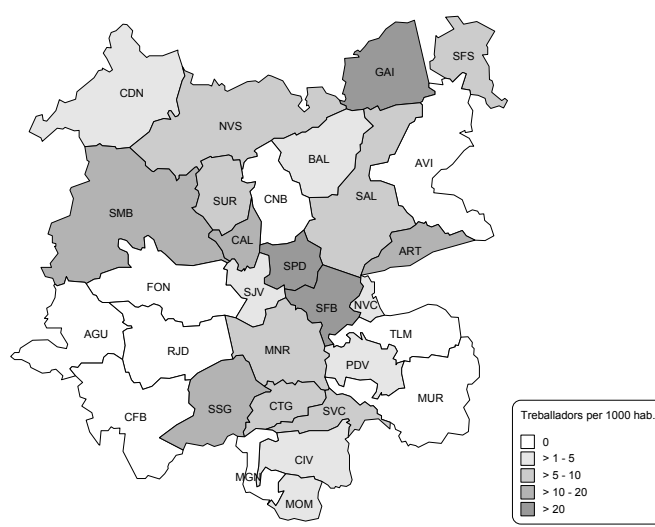 SFS
GAI
CDN
NVS
BAL
AVI
SUR
CNB
SAL
SMB
CAL
ART
SPD
FON
SJV
SFB
NVC
AGU
TLM
RJD
MNR
PDV
MUR
CFB
SSG
CTG
SVC
CIV
MGN
MOM
Treballadors per 1000 hab.
0
> 1 - 5
> 5 - 10
> 10 - 20
> 20